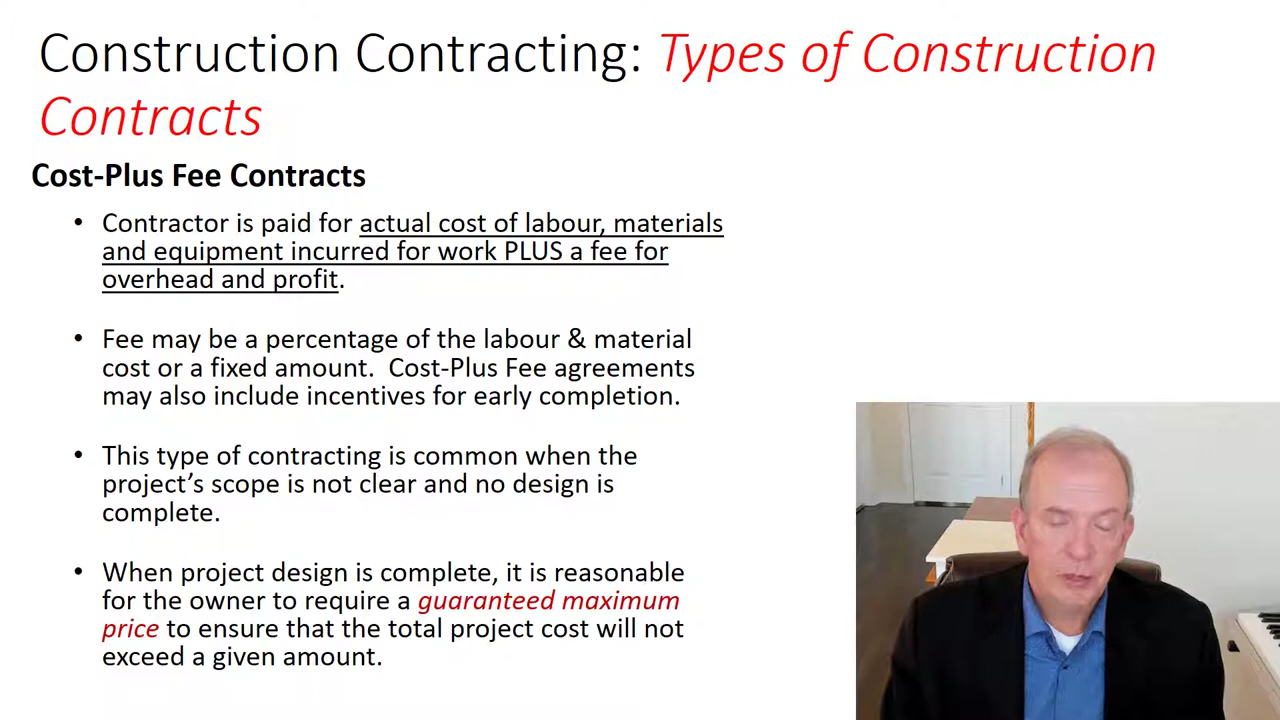 Construction Contracting: Types of Construction
Contracts
Cost-Plus Fee Contracts
• Contractor is paid for actual cost of labour, materials
and equipment incurred for work PLUS a fee for
overhead and profit.
• Fee may be a percentage of the labour & material
cost or a fixed amount.  Cost-Plus Fee agreements
may also include incentives for early completion.
• This type of contracting is common when the
project’s scope is not clear and no design is
complete.
• When project design is complete, it is reasonable
for the owner to require a guaranteed maximum
price to ensure that the total project cost will not
exceed a given amount.